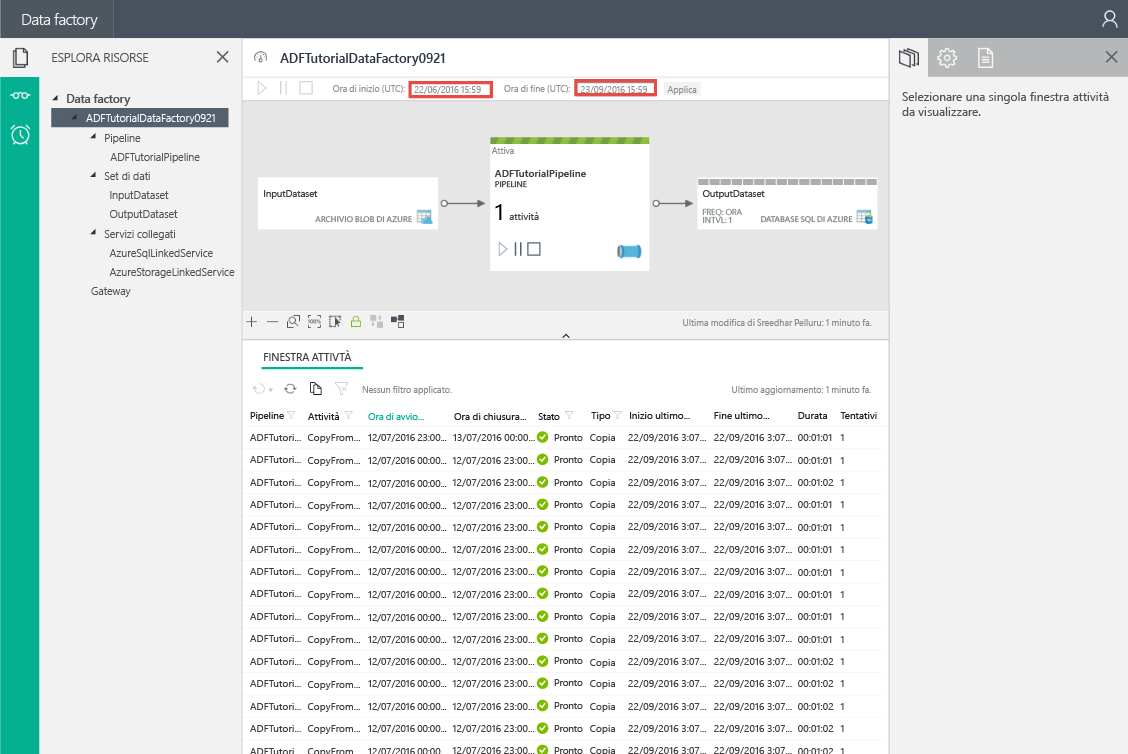 Data factory
ESPLORA RISORSE
Data factory
ADFTutorialDataFactory0921
Pipeline
ADFTutorialPipeline
Set di dati
InputDataset
OutputDataset
Servizi collegati
AzureSqlLinkedService
AzureStorageLinkedService
Gateway
ADFTutorialDataFactory0921
Ora di inizio (UTC): 22/06/2016 15:59 Ora di fine (UTC): 23/09/2016 15:59 Applica
InputDataset
ARCHIVIO BLOB DI AZURE
Attiva
ADFTutorialPipeline
PIPELINE
1 attività
OutputDataset
FREQ: ORA
INTVL: 1
DATABASE SQL DI AZURE
100%
Ultima modifica di Sreedhar Pelluru: 1 minuto fa.
FINESTRA ATTIVTÀ
Nessun filtro applicato. Ultimo aggiornamento: 1 minuto fa.
Pipeline Attività Ora di avvio... Ora di chiusura... Stato Tipo Inizio ultimo... Fine ultimo... Durata Tentativi
ADFTutori... CopyFrom... 12/07/2016 23:00... 13/07/2016 00:00... Pronto Copia 22/09/2016 3:07... 22/09/2016 3:07... 00:01:01 1
ADFTutori... CopyFrom... 12/07/2016 00:00... 12/07/2016 23:00... Pronto Copia 22/09/2016 3:07... 22/09/2016 3:07... 00:01:01 1
ADFTutori... CopyFrom... 12/07/2016 00:00... 12/07/2016 23:00... Pronto Copia 22/09/2016 3:07... 22/09/2016 3:07... 00:01:02 1
ADFTutori... CopyFrom... 12/07/2016 00:00... 12/07/2016 23:00... Pronto Copia 22/09/2016 3:07... 22/09/2016 3:07... 00:01:01 1
ADFTutori... CopyFrom... 12/07/2016 00:00... 12/07/2016 23:00... Pronto Copia 22/09/2016 3:07... 22/09/2016 3:07... 00:01:02 1
ADFTutori... CopyFrom... 12/07/2016 00:00... 12/07/2016 23:00... Pronto Copia 22/09/2016 3:07... 22/09/2016 3:07... 00:01:01 1
ADFTutori... CopyFrom... 12/07/2016 00:00... 12/07/2016 23:00... Pronto Copia 22/09/2016 3:07... 22/09/2016 3:07... 00:01:01 1
ADFTutori... CopyFrom... 12/07/2016 00:00... 12/07/2016 23:00... Pronto Copia 22/09/2016 3:07... 22/09/2016 3:07... 00:01:02 1
ADFTutori... CopyFrom... 12/07/2016 00:00... 12/07/2016 23:00... Pronto Copia 22/09/2016 3:07... 22/09/2016 3:07... 00:01:01 1
ADFTutori... CopyFrom... 12/07/2016 00:00... 12/07/2016 23:00... Pronto Copia 22/09/2016 3:07... 22/09/2016 3:07... 00:01:01 1
ADFTutori... CopyFrom... 12/07/2016 00:00... 12/07/2016 23:00... Pronto Copia 22/09/2016 3:07... 22/09/2016 3:07... 00:01:02 1
ADFTutori... CopyFrom... 12/07/2016 00:00... 12/07/2016 23:00... Pronto Copia 22/09/2016 3:07... 22/09/2016 3:07... 00:01:02 1
ADFTutori... CopyFrom... 12/07/2016 00:00... 12/07/2016 23:00... Pronto Copia 22/09/2016 3:07... 22/09/2016 3:07... 00:01:02 1
ADFTutori... CopyFrom... 12/07/2016 00:00... 12/07/2016 23:00... Pronto Copia 22/09/2016 3:07... 22/09/2016 3:07... 00:01:02 1
ADFTutori... CopyFrom... 12/07/2016 00:00 12/07/2016 23:00... Pronto Copia 22/09/2016 3:07... 22/09/2016 3:07... 00:01:01 1
Selezionare una singola finestra attività
da visualizzare.